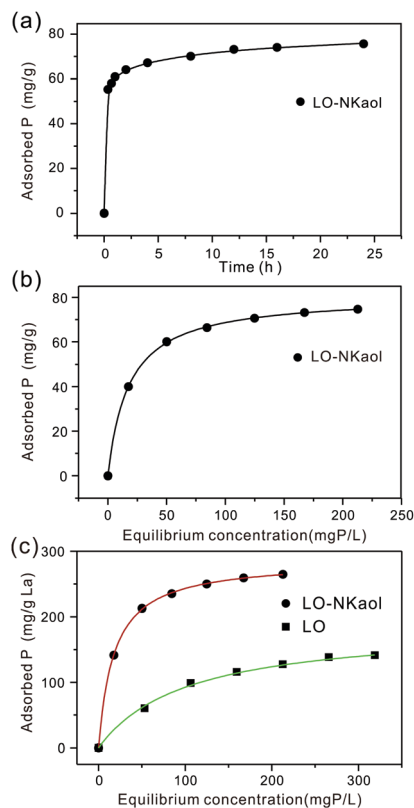 (a)
80
60
40
20
0
Adsorbed P (mg/g)
LO-NKaol
0 5 10 15 20 25
Time (h )
(b)
80
60
40
20
0
Adsorbed P (mg/g)
LO-NKaol
0 50 100 150 200 250
Equilibrium concentration(mgP/L)
(c)
300
200
100
0
Adsorbed P (mg/g La)
LO-NKaol
LO
0 100 200 300
Equilibrium concentration(mgP/L)